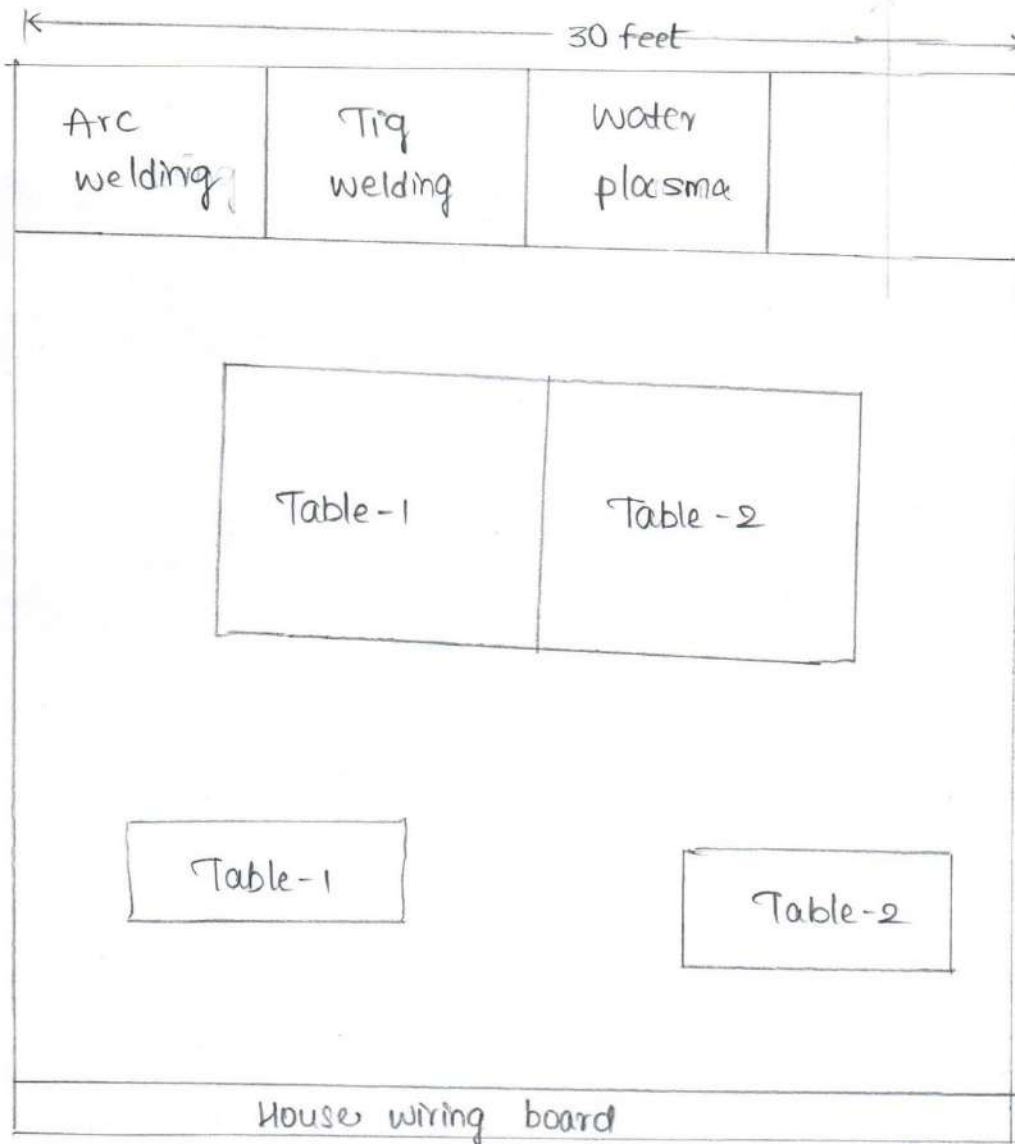 30 feet
Arc
welding
Tig
welding
water
plasma
Table-1
Table-2
Table-1
Table-2
House wiring board